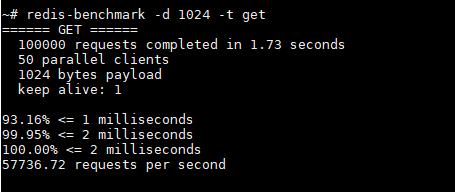 ~# redis-benchmark -d 1024 -t get
====== GET ======
100000 requests completed in 1.73 seconds
50 parallel clients
1024 bytes payload
keep alive: 1
93.16% <= 1 milliseconds
99.95% <= 2 milliseconds
100.00% <= 2 milliseconds
57736.72 requests per second